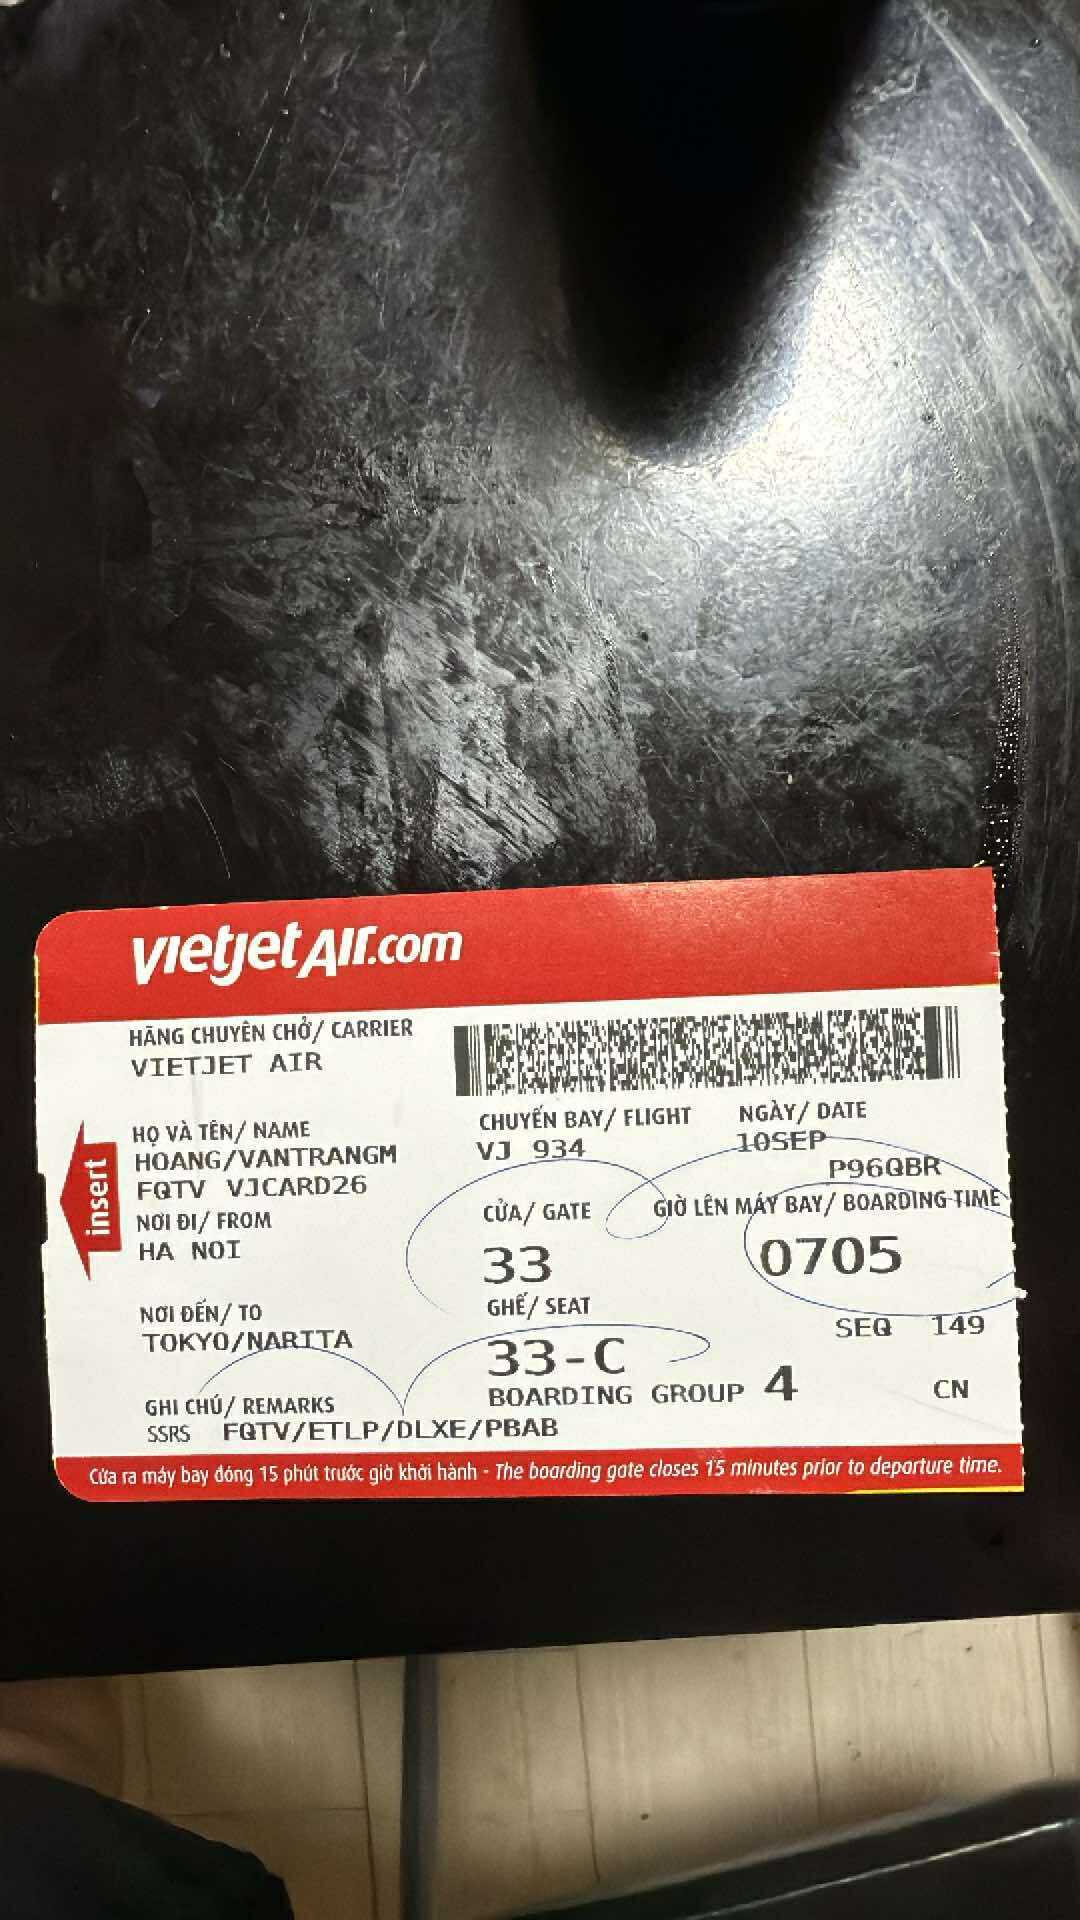 vietjetAir.com
HÃNG CHUYÊN CHỞ/ CARRIER
VIETJET AIR
HỌ VÀ TÊN/ NAME
HOANG/VANTRANGM
FQTV VJCARD26
NƠI ĐI/ FROM
HA NOI
NƠI ĐẾN/ TO
TOKYO/NARITA
GHI CHÚ/ REMARKS
SSRS FQTV/ETLP/DLXE/PBAB
insert
CHUYẾN BAY/ FLIGHT
VJ 934
NGÀY/ DATE
10SEP
P96QBR
CỬA/ GATE
33
GIỜ LÊN MÁY BAY/ BOARDING TIME
0705
GHẾ/ SEAT
33-C
SEQ 149
BOARDING GROUP 4
CN
Cửa ra máy bay đóng 15 phút trước giờ khởi hành - The boarding gate closes 15 minutes prior to departure time.